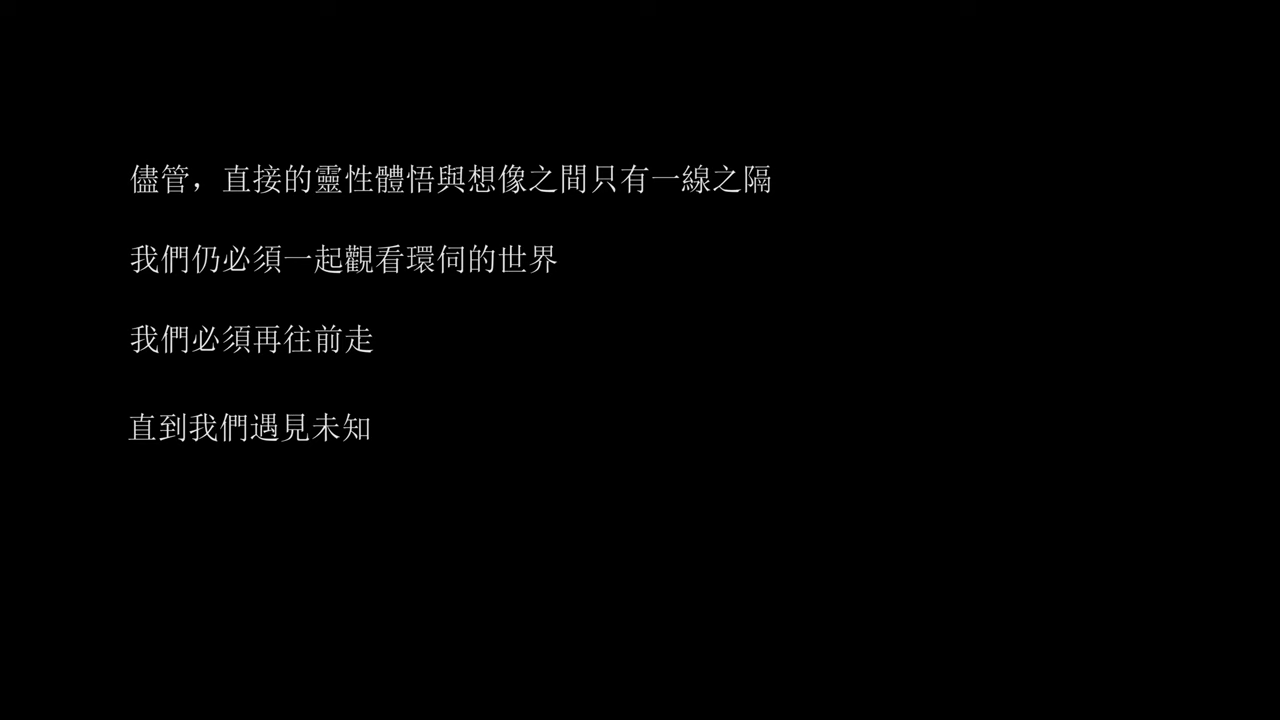 儘管，直接的靈性體悟與想像之間只有一線之隔
我們仍必須一起觀看環伺的世界
我們必須再往前走
直到我們遇見未知